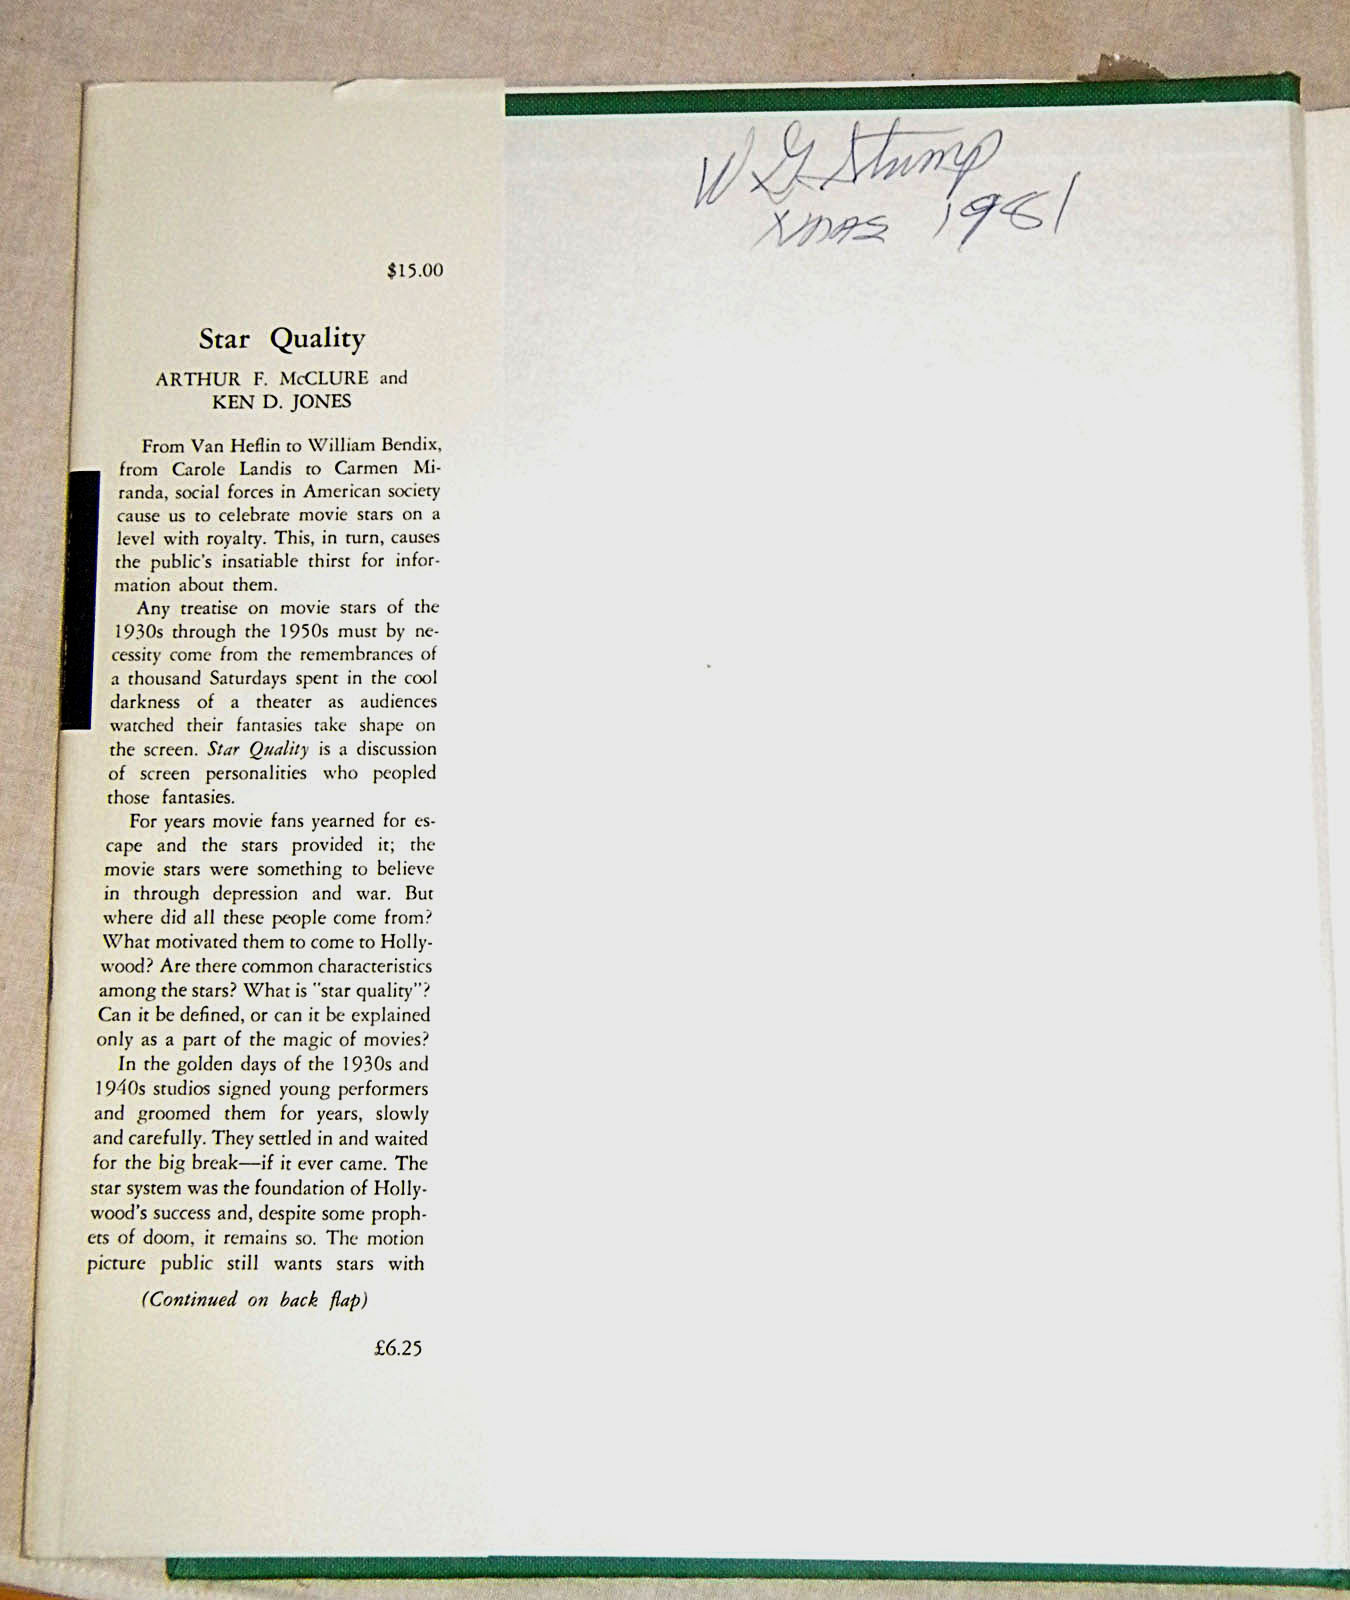 $15.00
Star Quality
ARTHUR F. McCLURE and
KEN D. JONES
From Van Heflin to William Bendix,
from Carole Landis to Carmen Mi-
randa, social forces in American society
cause us to celebrate movie stars on a
level with royalty. This, in turn, causes
the public's insatiable thirst for infor-
mation about them.
Any treatise on movie stars of the
1930s through the 1950s must by ne-
cessity come from the remembrances of
a thousand Saturdays spent in the cool
darkness of a theater as audiences
watched their fantasies take shape on
the screen. Star Quality is a discussion
of screen personalities who peopled
those fantasies.
For years movie fans yearned for es-
cape and the stars provided it; the
movie stars were something to believe
in through depression and war. But
where did all these people come from?
What motivated them to come to Holly-
wood? Are there common characteristics
among the stars? What is "star quality"?
Can it be defined, or can it be explained
only as a part of the magic of movies?
In the golden days of the 1930s and
1940s studios signed young performers
and groomed them for years, slowly
and carefully. They settled in and waited
for the big break—if it ever came. The
star system was the foundation of Holly-
wood's success and, despite some proph-
ets of doom, it remains so. The motion
picture public still wants stars with
(Continued on back flap)
£6.25
W G Stump
Xmas 1981